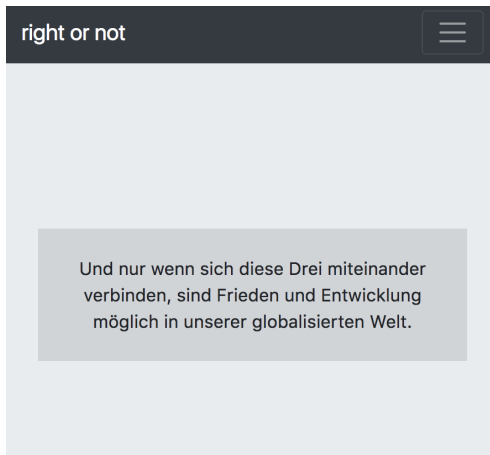 right or not
Und nur wenn sich diese Drei miteinander
verbinden, sind Frieden und Entwicklung
möglich in unserer globalisierten Welt.